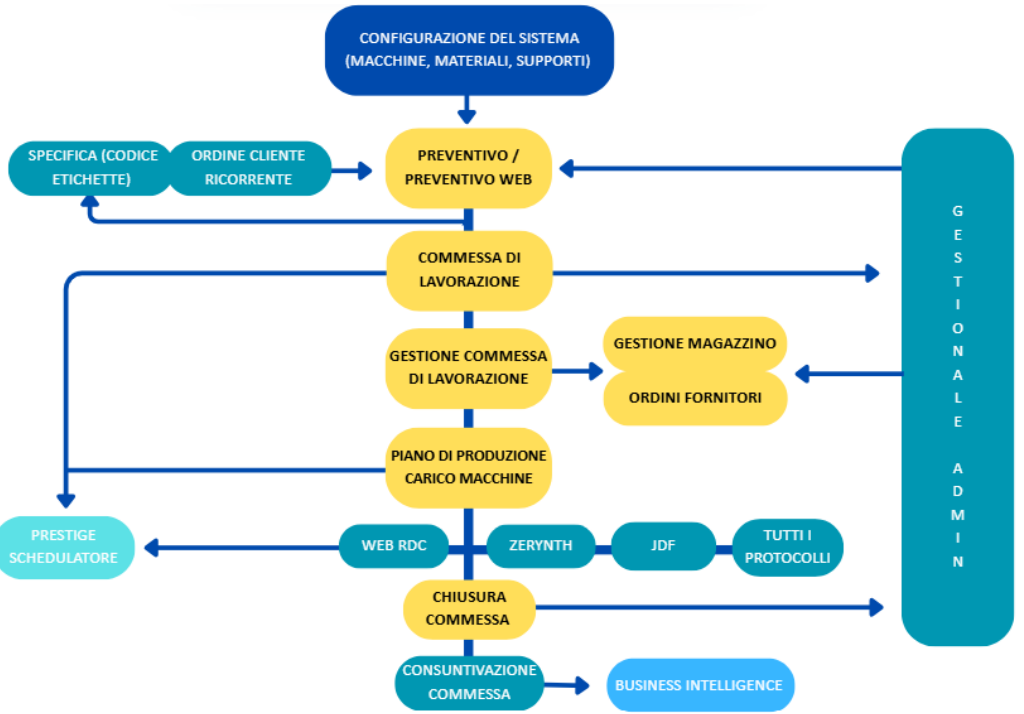 CONFIGURAZIONE DEL SISTEMA
(MACCHINE, MATERIALI, SUPPORTI)
SPECIFICA (CODICE
ETICHETTE)
ORDINE CLIENTE
RICORRENTE
PREVENTIVO /
PREVENTIVO WEB
COMMESSA DI
LAVORAZIONE
GESTIONE COMMESSA
DI LAVORAZIONE
GESTIONE MAGAZZINO
ORDINI FORNITORI
PIANO DI PRODUZIONE
CARICO MACCHINE
PRESTIGE
SCHEDULATORE
WEB RDC
ZERYNTH
JDF
TUTTI I
PROTOCOLLI
CHIUSURA
COMMESSA
CONSUNTIVAZIONE
COMMESSA
BUSINESS INTELLIGENCE
GESTIONALE ADMIN